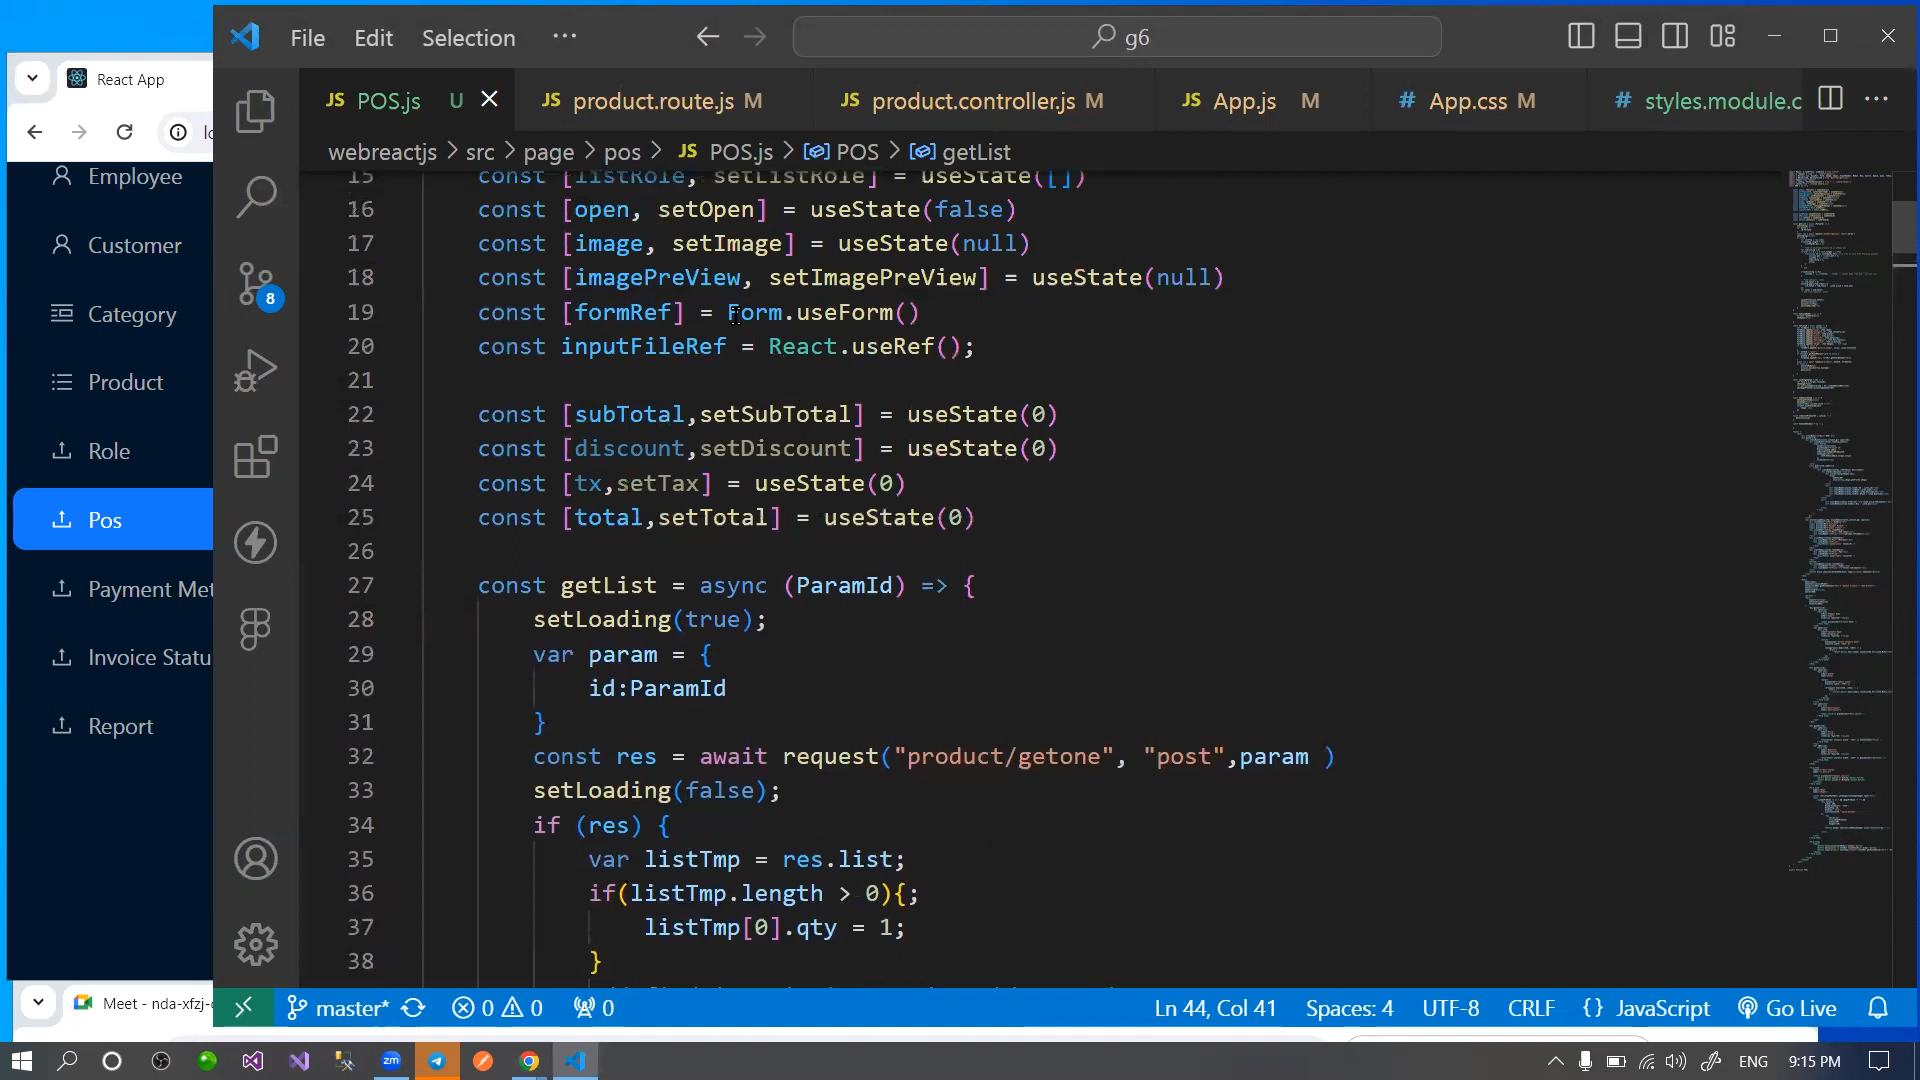 File Edit Selection ···
g6
React App
JS POS.js U
JS product.route.js M
JS product.controller.js M
JS App.js M
# App.css M
# styles.module.c
webreactjs > src > page > pos > JS POS.js > POS > getList
Employee
Customer
Category
Product
Role
Pos
Payment Met
Invoice Statu
Report
8
15 const [listRole, setListRole] = useState([])
16 const [open, setOpen] = useState(false)
17 const [image, setImage] = useState(null)
18 const [imagePreView, setImagePreView] = useState(null)
19 const [formRef] = Form.useForm()
20 const inputFileRef = React.useRef();
21
22 const [subTotal,setSubTotal] = useState(0)
23 const [discount,setDiscount] = useState(0)
24 const [tx,setTax] = useState(0)
25 const [total,setTotal] = useState(0)
26
27 const getList = async (ParamId) => {
28 setLoading(true);
29 var param = {
30 id:ParamId
31 }
32 const res = await request("product/getone", "post",param )
33 setLoading(false);
34 if (res) {
35 var listTmp = res.list;
36 if(listTmp.length > 0){;
37 listTmp[0].qty = 1;
38 }
Meet - nda-xfzj-
master* 0 0 0
Ln 44, Col 41 Spaces: 4 UTF-8 CRLF {} JavaScript Go Live
zm
ENG 9:15 PM